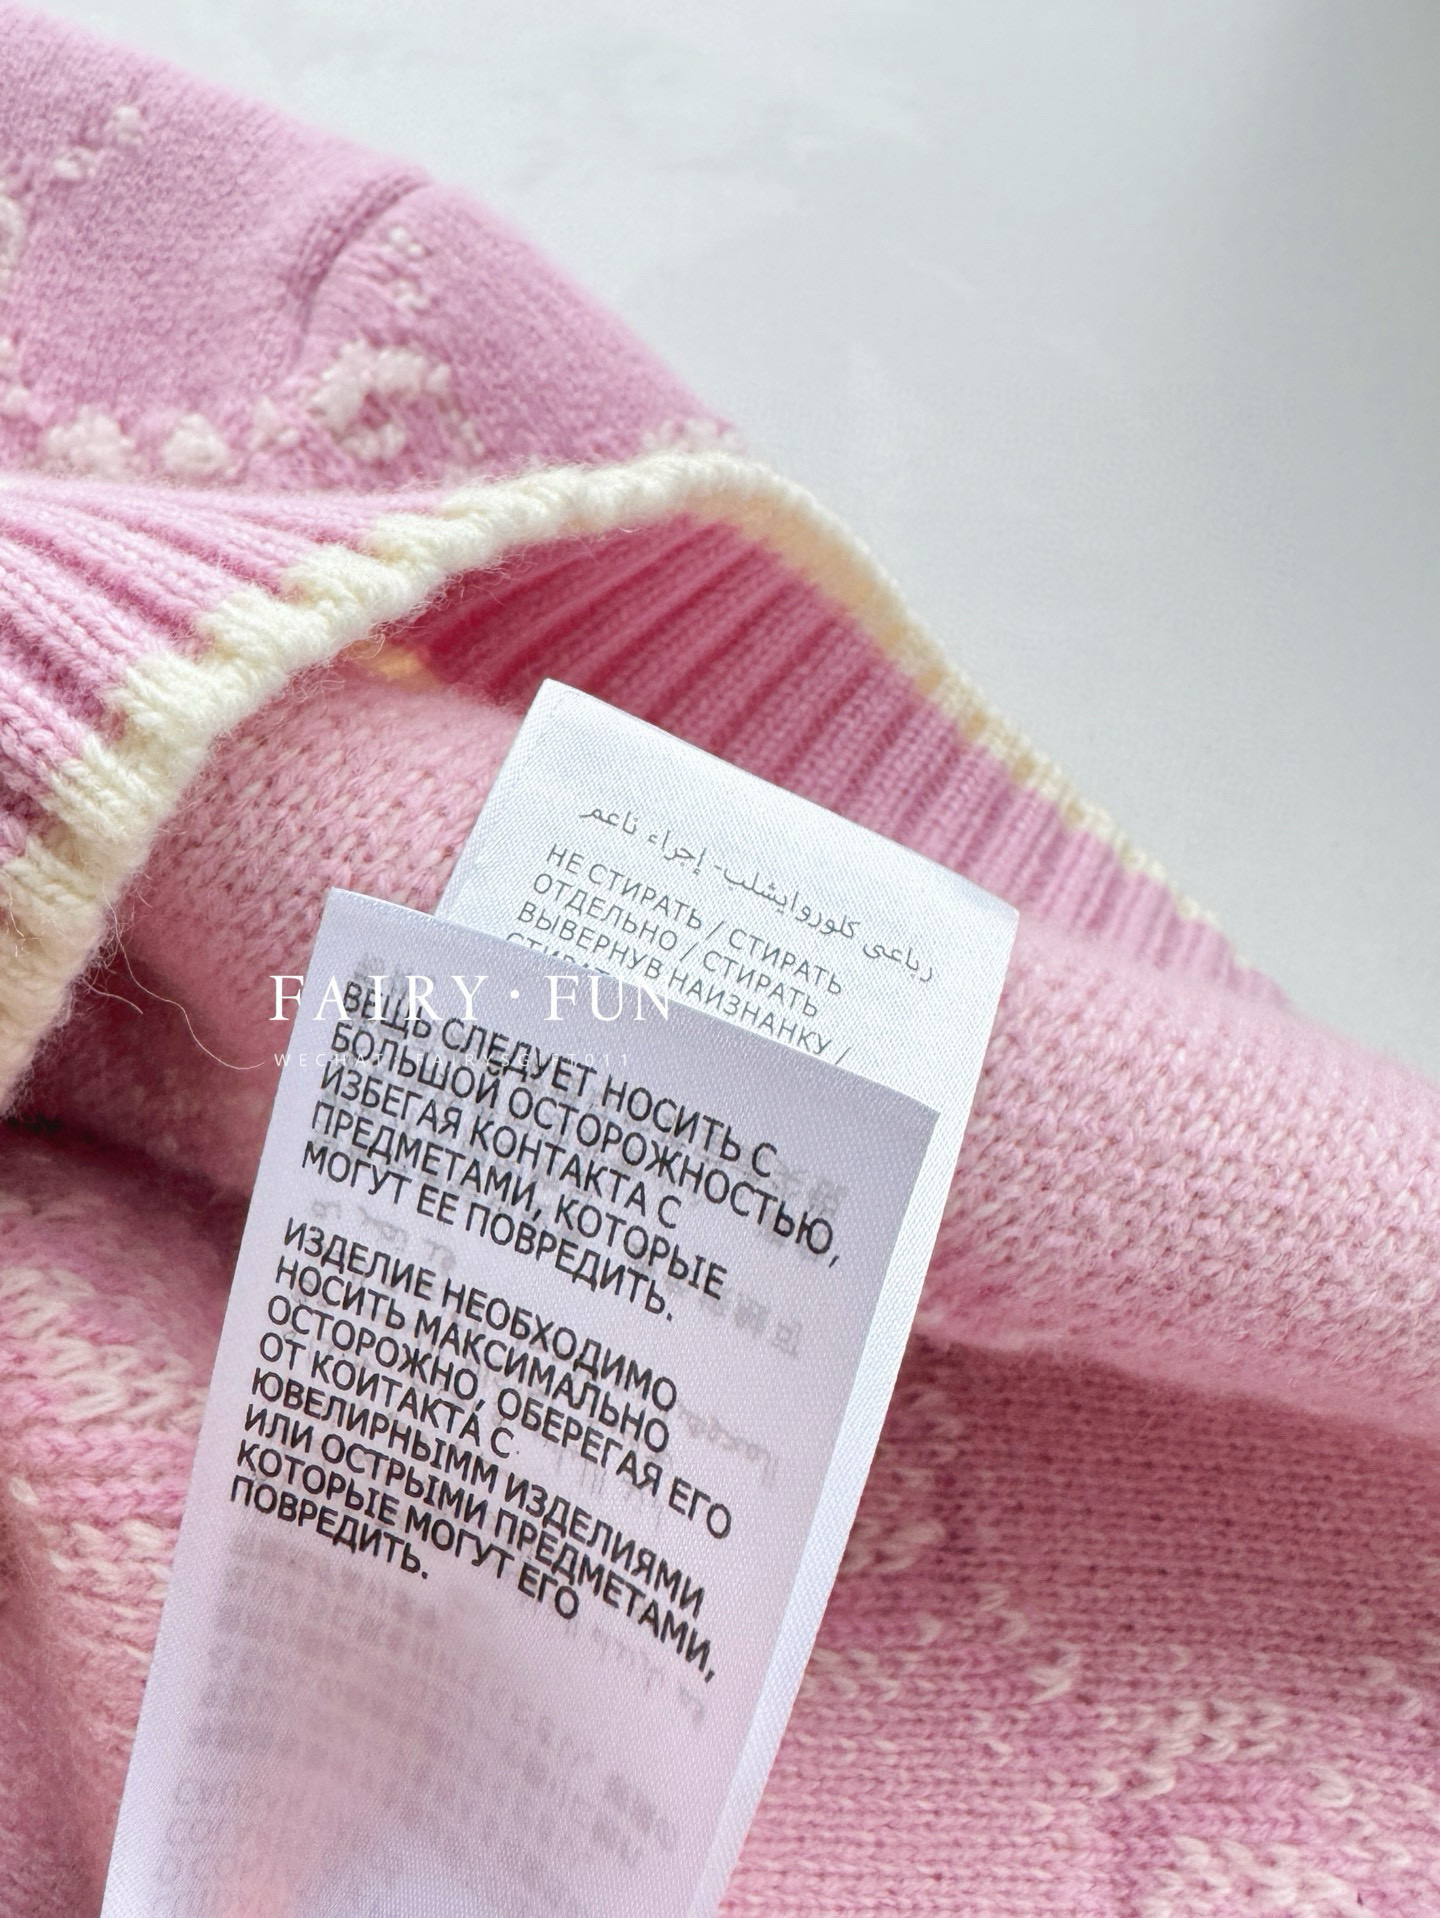 رباعي كلوروايثلين- إجراء ناعم
НЕ СТИРАТЬ / СТИРАТЬ
ОТДЕЛЬНО / СТИРАТЬ
ВЫВЕРНУВ НАИЗНАНКУ /
FAIRY · FUN
ВЕЩЬ СЛЕДУЕТ НОСИТЬ С
БОЛЬШОЙ ОСТОРОЖНОСТЬЮ,
ИЗБЕГАЯ КОНТАКТА С
ПРЕДМЕТАМИ, КОТОРЫЕ
МОГУТ ЕЕ ПОВРЕДИТЬ.
ИЗДЕЛИЕ НЕОБХОДИМО
НОСИТЬ МАКСИМАЛЬНО
ОСТОРОЖНО, ОБЕРЕГАЯ ЕГО
ОТ КОИТАКТА С
ЮВЕЛИРНЫММ ИЗДЕЛИЯМИ
ИЛИ ОСТРЫМИ ПРЕДМЕТАМИ,
КОТОРЫЕ МОГУТ ЕГО
ПОВРЕДИТЬ.